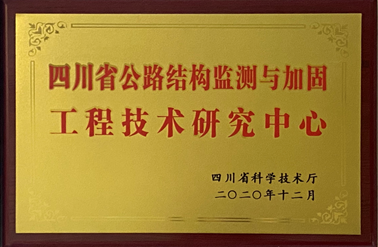 四川省公路结构监测与加固
工程技术研究中心
四川省科学技术厅
二〇二〇年十二月